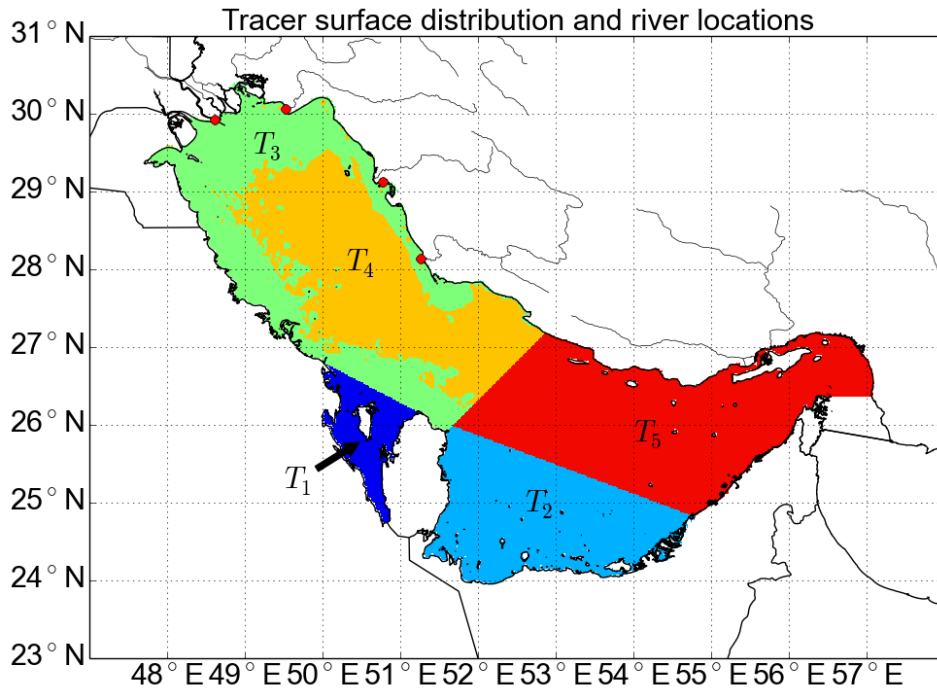 Tracer surface distribution and river locations
31° N
30° N
29° N
28° N
27° N
26° N
25° N
24° N
23° N
T₃
T₄
T₅
T₁
T₂
48° E 49° E 50° E 51° E 52° E 53° E 54° E 55° E 56° E 57° E